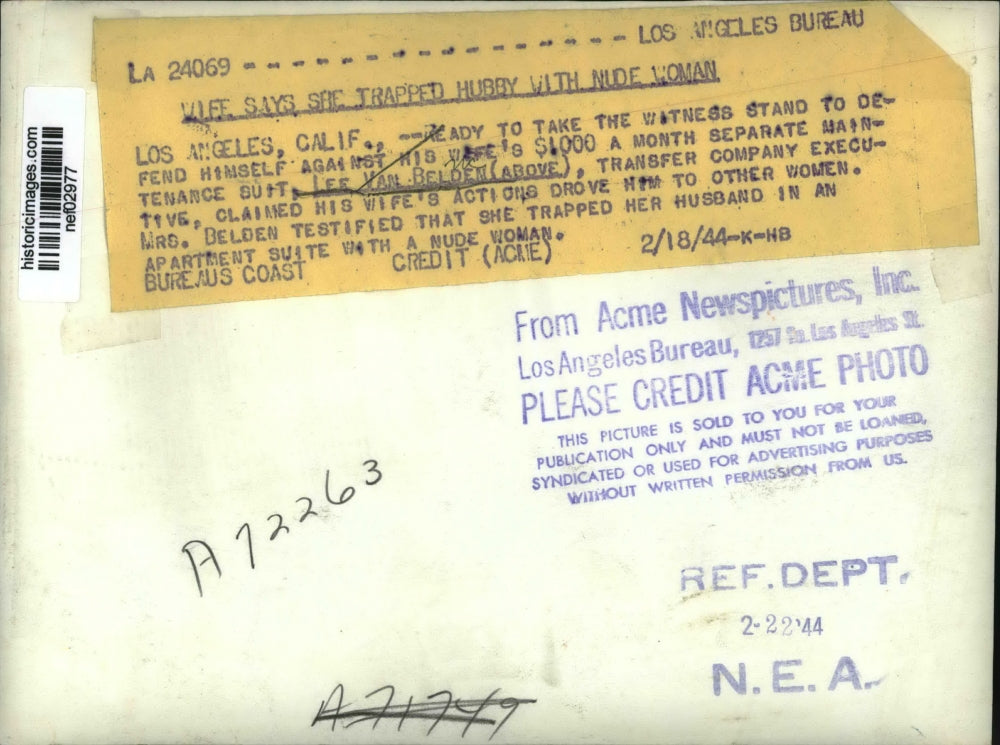 LA 24069 - - - - - - - - - - - - - - - - - LOS ANGELES BUREAU
WIFE SAYS SHE TRAPPED HUBBY WITH NUDE WOMAN
LOS ANGELES, CALIF., --READY TO TAKE THE WITNESS STAND TO DE-
FEND HIMSELF AGAINST HIS WIFE'S $1000 A MONTH SEPARATE MAIN-
TENANCE SUIT, LEE VAN BELDEN (ABOVE), TRANSFER COMPANY EXECU-
TIVE, CLAIMED HIS WIFE'S ACTIONS DROVE HIM TO OTHER WOMEN.
MRS. BELDEN TESTIFIED THAT SHE TRAPPED HER HUSBAND IN AN
APARTMENT SUITE WITH A NUDE WOMAN.
BUREAUS COAST CREDIT (ACME) 2/18/44-K-HB
historicimages.com
nef02977
From Acme Newspictures, Inc.
Los Angeles Bureau, 1257 So. Los Angeles St.
PLEASE CREDIT ACME PHOTO
THIS PICTURE IS SOLD TO YOU FOR YOUR
PUBLICATION ONLY AND MUST NOT BE LOANED,
SYNDICATED OR USED FOR ADVERTISING PURPOSES
WITHOUT WRITTEN PERMISSION FROM US.
A72263
REF. DEPT.
2-22'44
N.E.A.
A71749